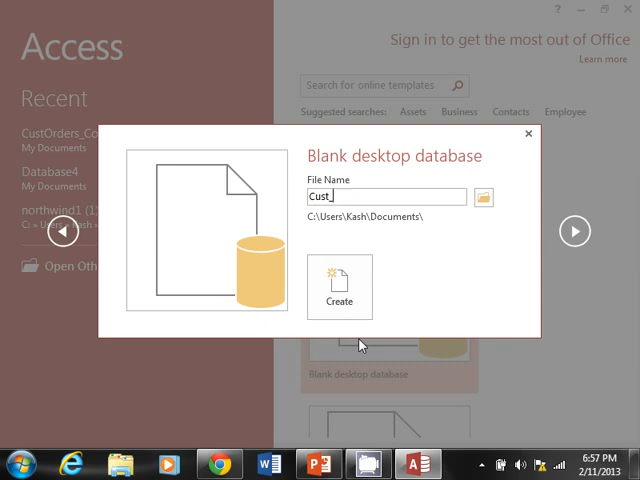 Access
Sign in to get the most out of Office
Learn more
Recent
Search for online templates
Suggested searches: Assets Business Contacts Employee
CustOrders_Co
My Documents
Database4
My Documents
northwind1 (1)
C: » Users » Kash »
Open Oth
Blank desktop database
File Name
Cust_
C:\Users\Kash\Documents\
Create
Blank desktop database
6:57 PM
2/11/2013